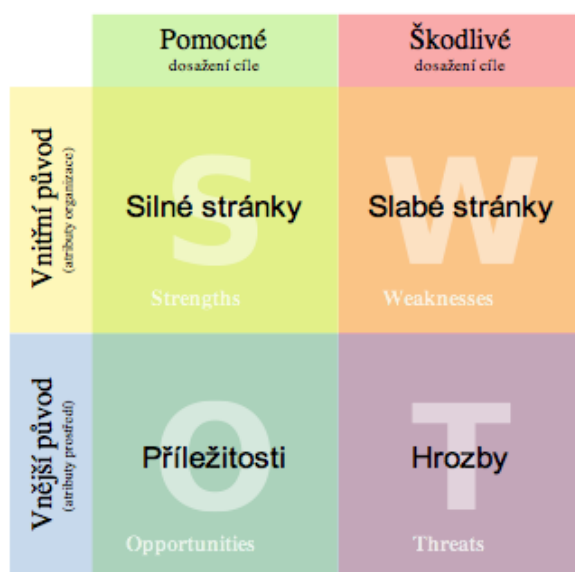 Pomocné
dosažení cíle
Škodlivé
dosažení cíle
Vnitřní původ
(atributy organizace)
S
Silné stránky
Strengths
W
Slabé stránky
Weaknesses
Vnější původ
(atributy prostředí)
O
Příležitosti
Opportunities
T
Hrozby
Threats